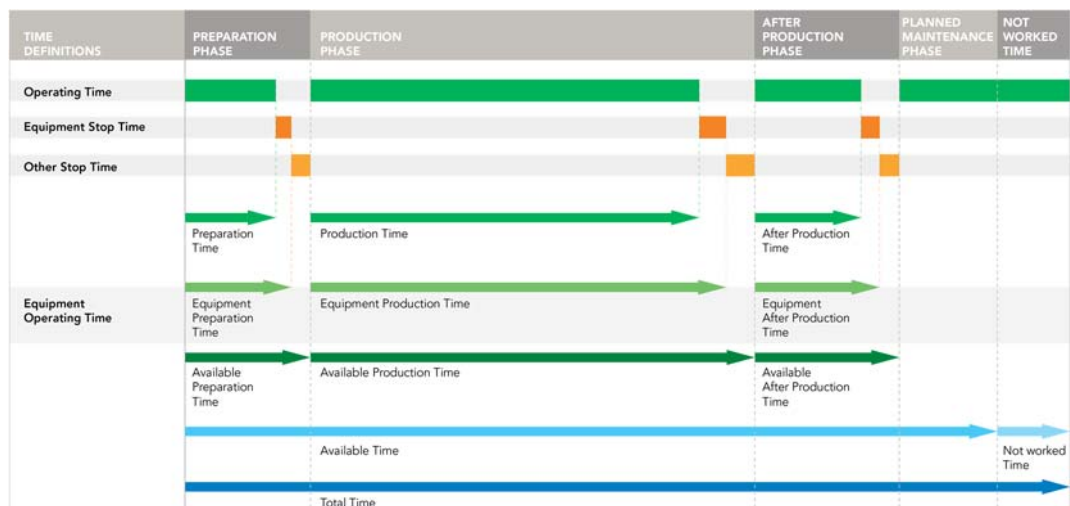 TIME
DEFINITIONS
PREPARATION
PHASE
PRODUCTION
PHASE
AFTER
PRODUCTION
PHASE
PLANNED
MAINTENANCE
PHASE
NOT
WORKED
TIME
Operating Time
Equipment Stop Time
Other Stop Time
Preparation
Time
Production Time
After Production
Time
Equipment
Operating Time
Equipment
Preparation
Time
Equipment Production Time
Equipment
After Production
Time
Available
Preparation
Time
Available Production Time
Available
After Production
Time
Available Time
Not worked
Time
Total Time